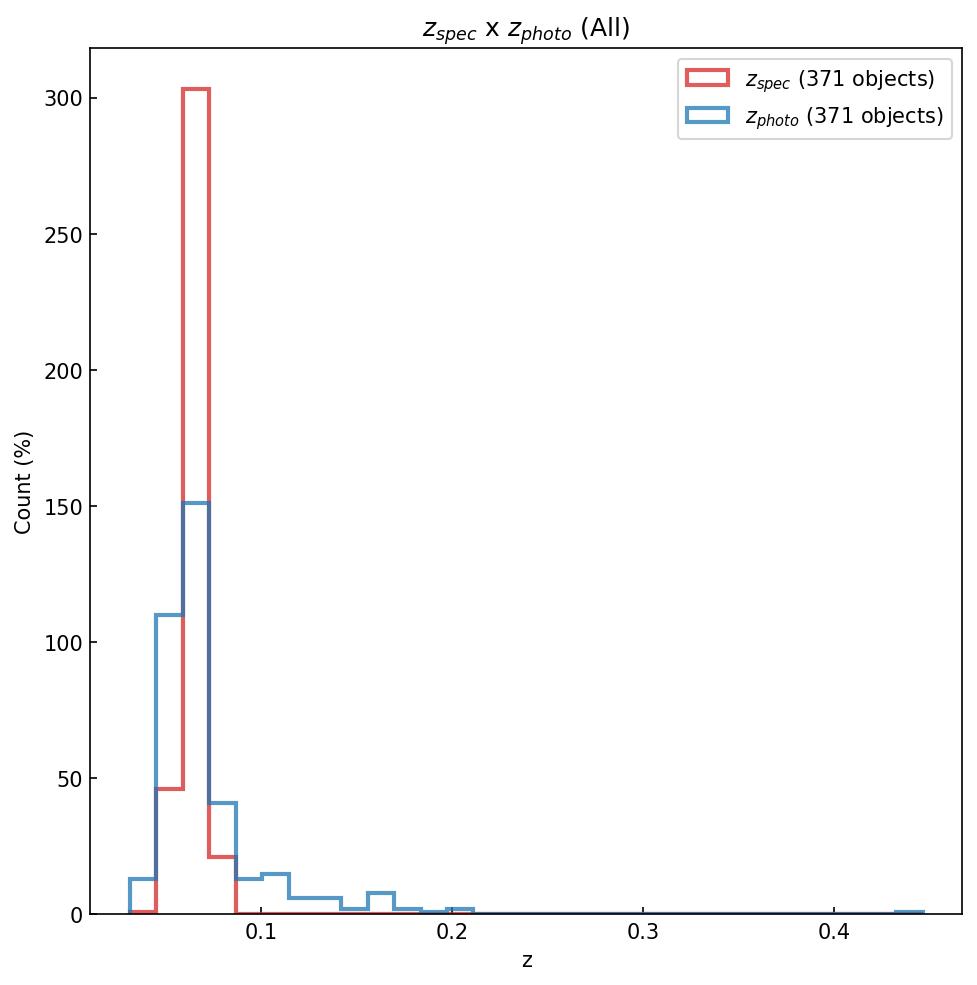 z_spec x z_photo (All)
z_spec (371 objects)
z_photo (371 objects)
Count (%)
300
250
200
150
100
50
0
0.1 0.2 0.3 0.4
z